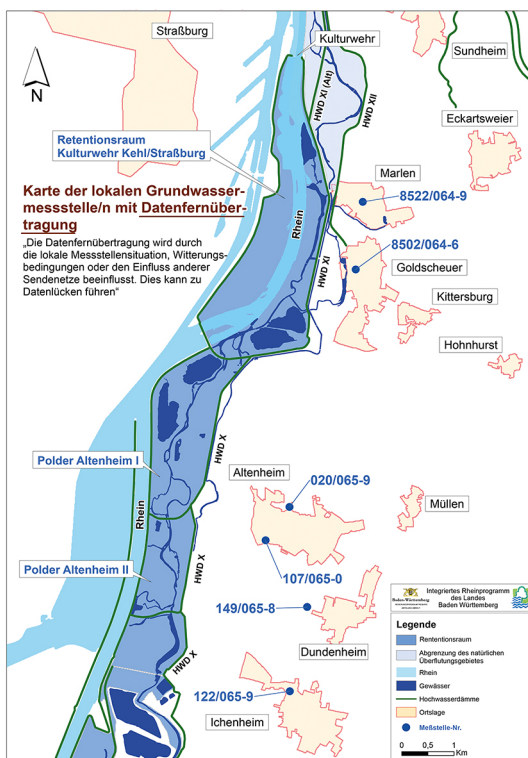 Straßburg
Kulturwehr
Sundheim
N
HWD XI (Alt)
HWD XII
Eckartsweier
Retentionsraum
Kulturwehr Kehl/Straßburg
Marlen
8522/064-9
Karte der lokalen Grundwasser-
messstelle/n mit Datenfernüber-
tragung
„Die Datenfernübertragung wird durch
die lokale Messstellensituation, Witterungs-
bedingungen oder den Einfluss anderer
Sendenetze beeinflusst. Dies kann zu
Datenlücken führen“
Rhein
HWD XI
8502/064-6
Goldscheuer
Kittersburg
Hohnhurst
HWD X
Polder Altenheim I
Altenheim
020/065-9
Müllen
Rhein
107/065-0
Polder Altenheim II
HWD X
149/065-8
Dundenheim
HWD X
122/065-9
Ichenheim
Baden-Württemberg
Integriertes Rheinprogramm
des Landes
Baden Württemberg
Legende
Rententionsraum
Abgrenzung des natürlichen
Überflutungsgebietes
Rhein
Gewässer
Hochwasserdämme
Ortslage
Meßstelle-Nr.
0 0,5 1
Km